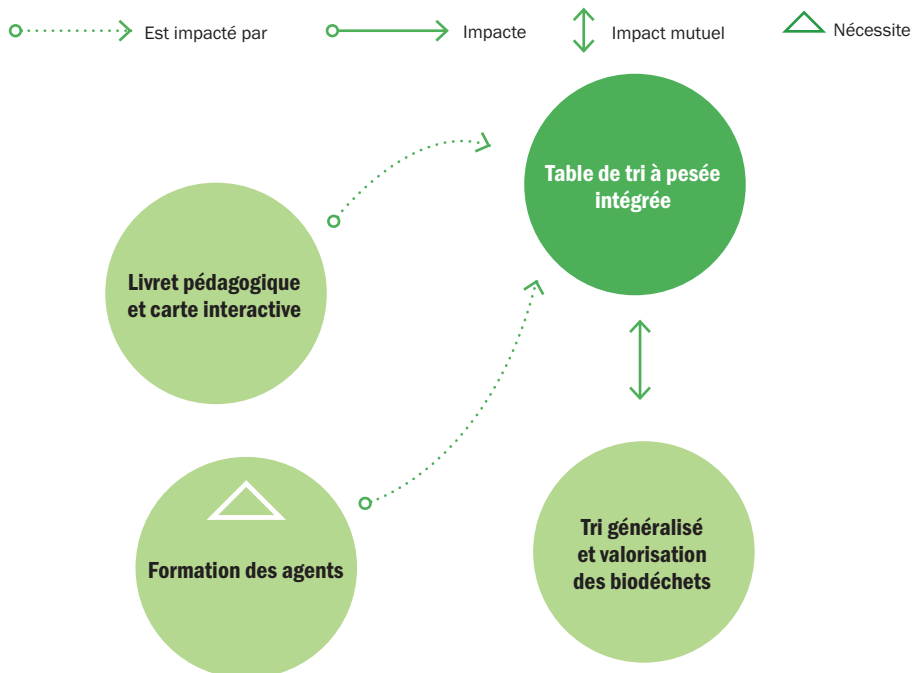 Est impacté par
Impacte
Impact mutuel
Nécessite
Table de tri à pesée
intégrée
Livret pédagogique
et carte interactive
Formation des agents
Tri généralisé
et valorisation
des biodéchets